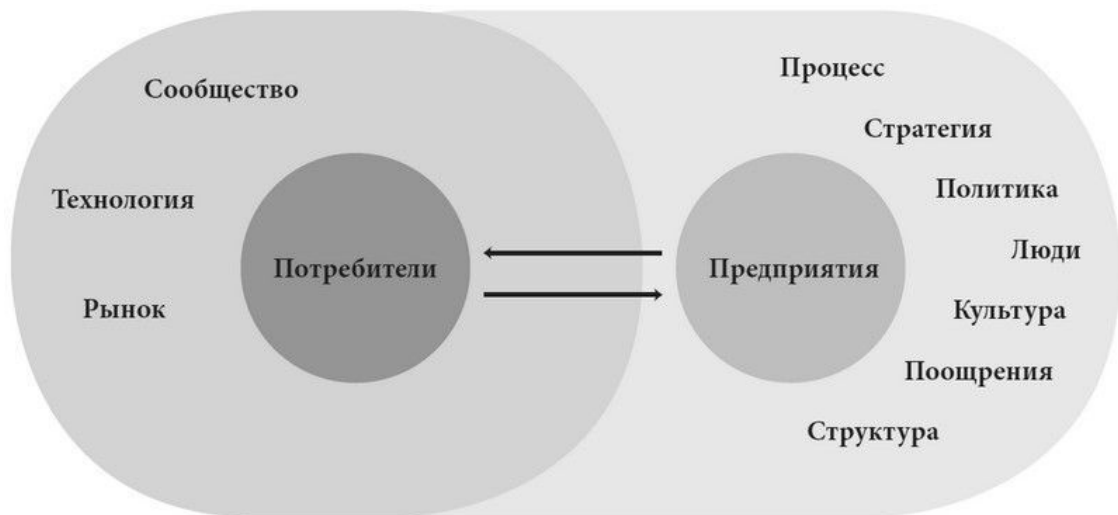 Сообщество
Технология
Рынок
Потребители
Предприятия
Процесс
Стратегия
Политика
Люди
Культура
Поощрения
Структура